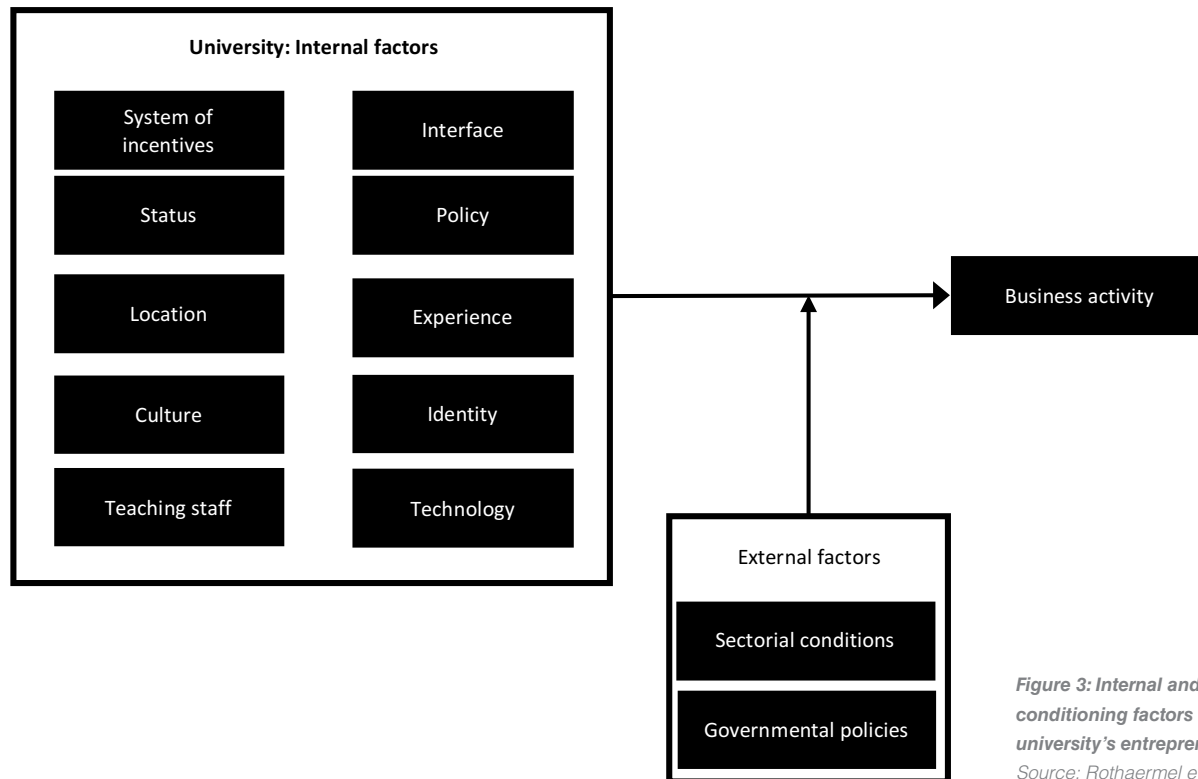 University: Internal factors
System of
incentives
Interface
Status
Policy
Location
Experience
Culture
Identity
Teaching staff
Technology
Business activity
External factors
Sectorial conditions
Governmental policies
Figure 3: Internal and
conditioning factors
university's
Source: Rothaermel